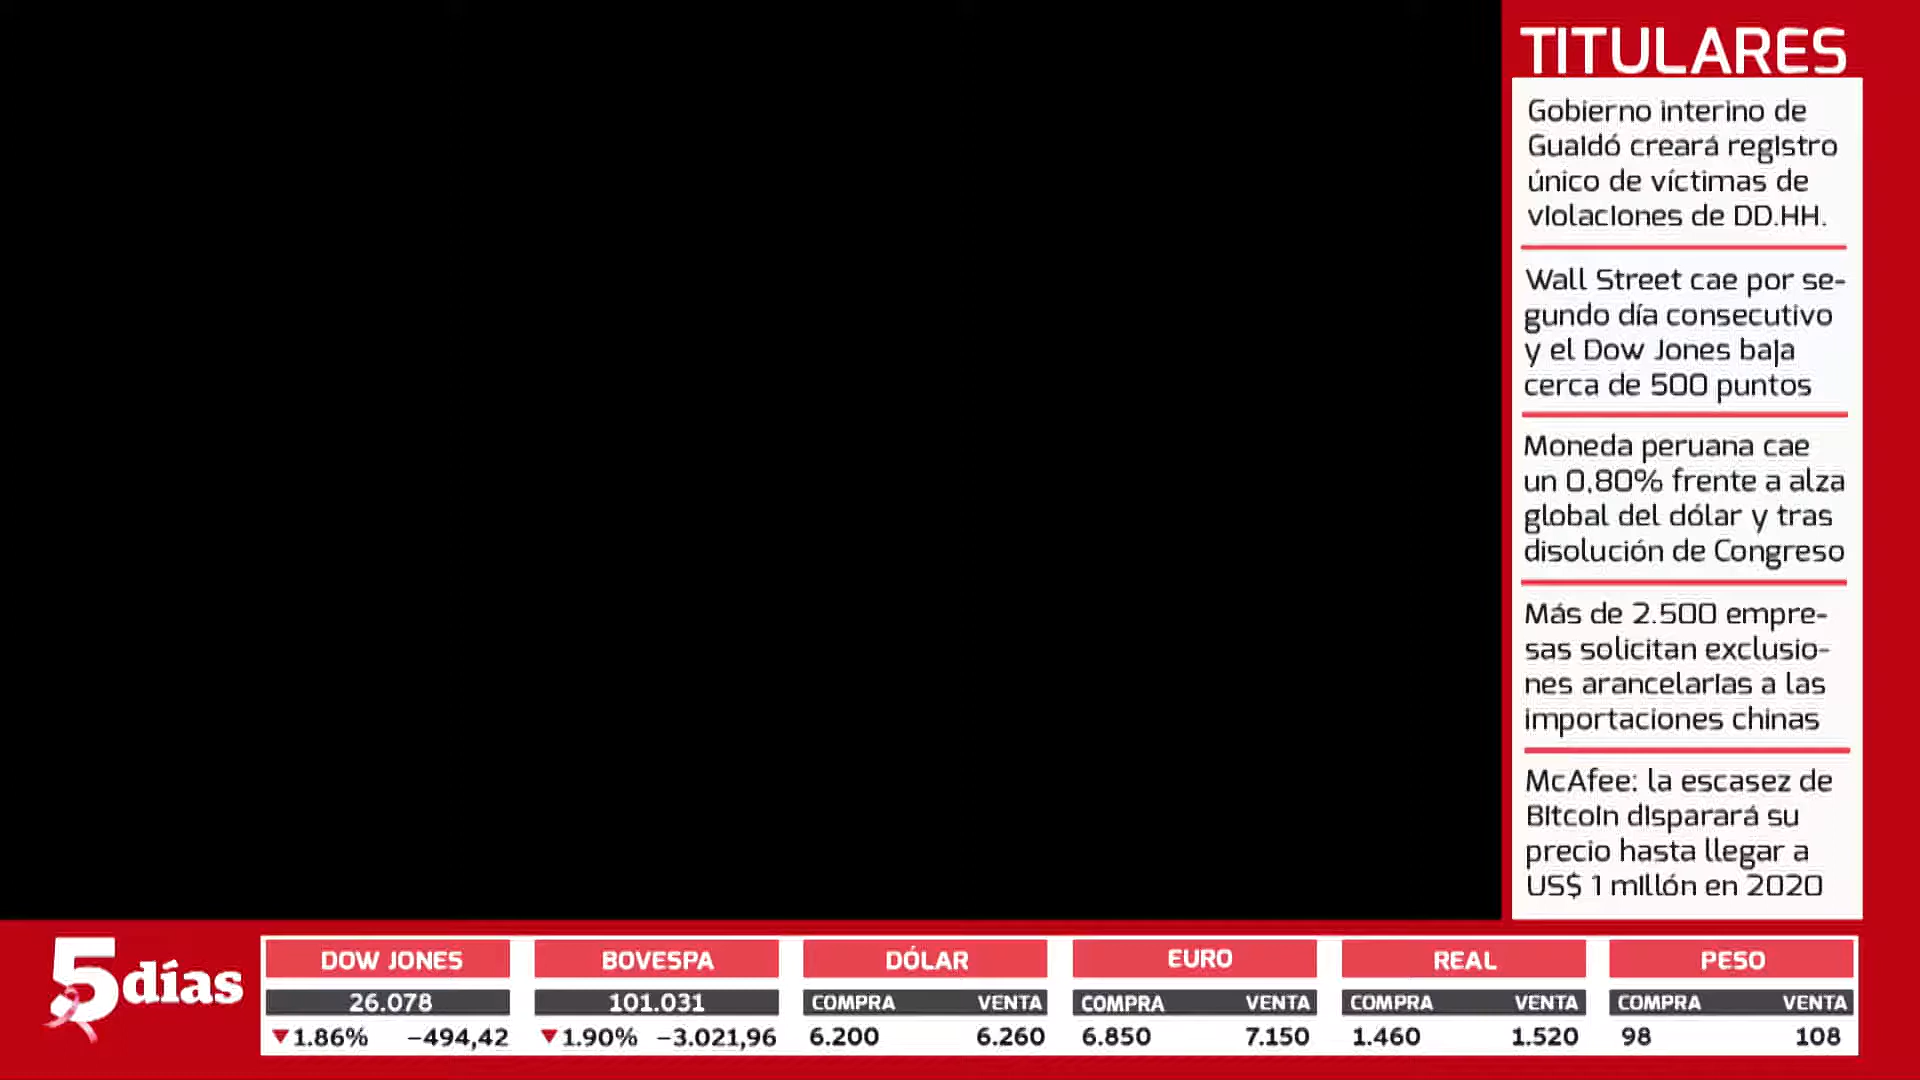 TITULARES
Gobierno interino de
Guaidó creará registro
único de víctimas de
violaciones de DD.HH.
Wall Street cae por se-
gundo día consecutivo
y el Dow Jones baja
cerca de 500 puntos
Moneda peruana cae
un 0,80% frente a alza
global del dólar y tras
disolución de Congreso
Más de 2.500 empre-
sas solicitan exclusio-
nes arancelarias a las
importaciones chinas
McAfee: la escasez de
Bitcoin disparará su
precio hasta llegar a
US$ 1 millón en 2020
5días
DOW JONES
26.078
▼1.86% -494,42
BOVESPA
101.031
▼1.90% -3.021,96
DÓLAR
COMPRA VENTA
6.200 6.260
EURO
COMPRA VENTA
6.850 7.150
REAL
COMPRA VENTA
1.460 1.520
PESO
COMPRA VENTA
98 108